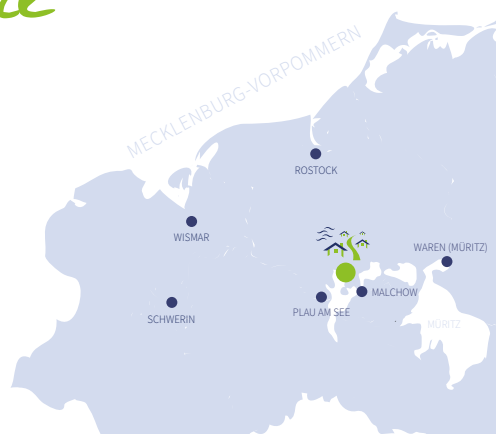 MECKLENBURG-VORPOMMERN
ROSTOCK
WISMAR
WAREN (MÜRITZ)
MALCHOW
PLAU AM SEE
SCHWERIN
MÜRITZ